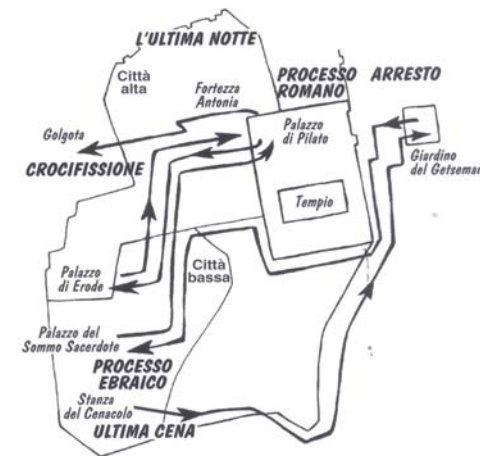 L'ULTIMA NOTTE
Città
alta
Fortezza
Antonia
PROCESSO ARRESTO
ROMANO
Golgota
CROCIFISSIONE
Palazzo
di Pilato
Giardino
del Getsemani
Tempio
Palazzo
di Erode
Città
bassa
Palazzo del
Sommo Sacerdote
PROCESSO
EBRAICO
Stanza
del Cenacolo
ULTIMA CENA